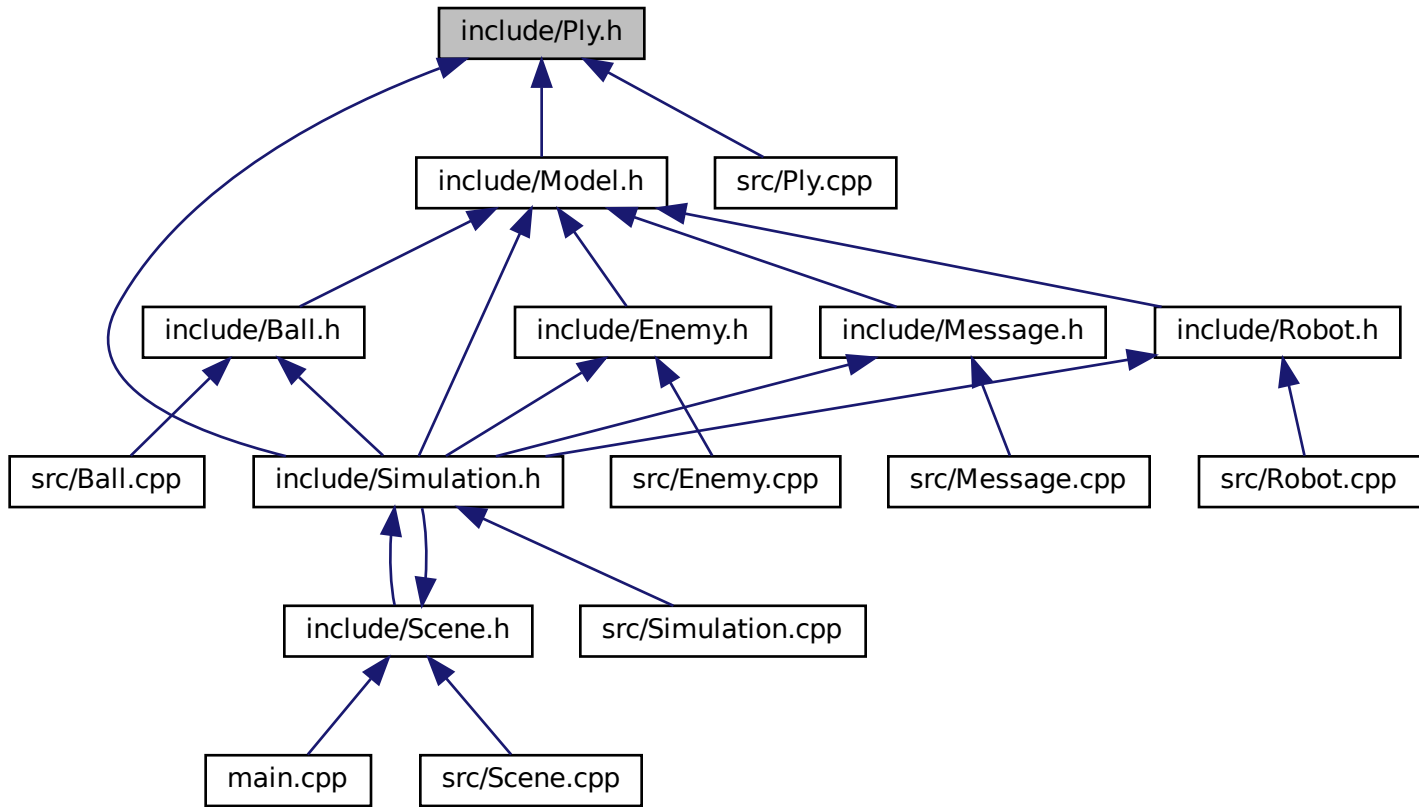 include/Ply.h
include/Model.h
src/Ply.cpp
include/Ball.h
include/Enemy.h
include/Message.h
include/Robot.h
src/Ball.cpp
include/Simulation.h
src/Enemy.cpp
src/Message.cpp
src/Robot.cpp
include/Scene.h
src/Simulation.cpp
main.cpp
src/Scene.cpp